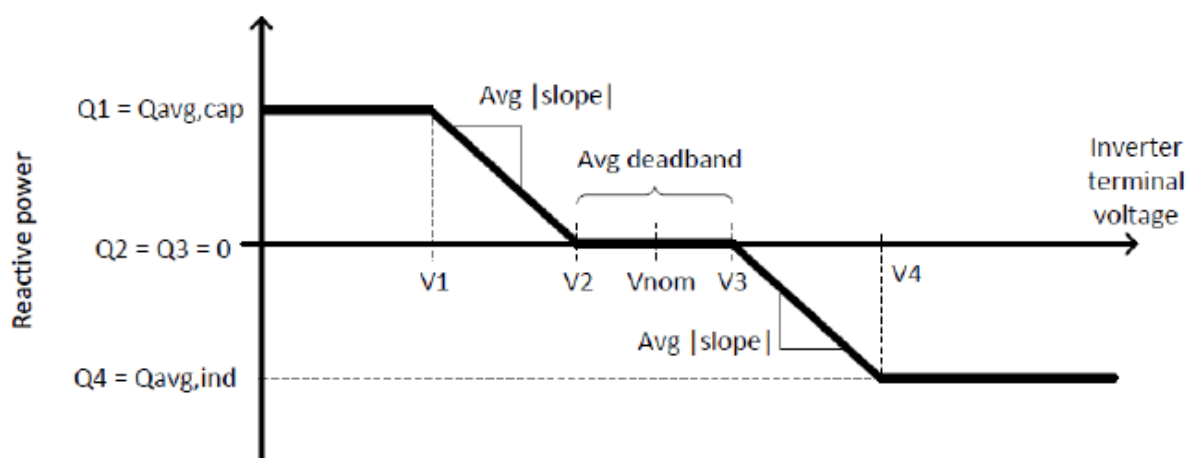 Avg |slope|
Q1 = Qavg,cap
Avg deadband
Inverter
terminal
voltage
Reactive power
Q2 = Q3 = 0
V1
V2
Vnom
V3
V4
Avg |slope|
Q4 = Qavg,ind